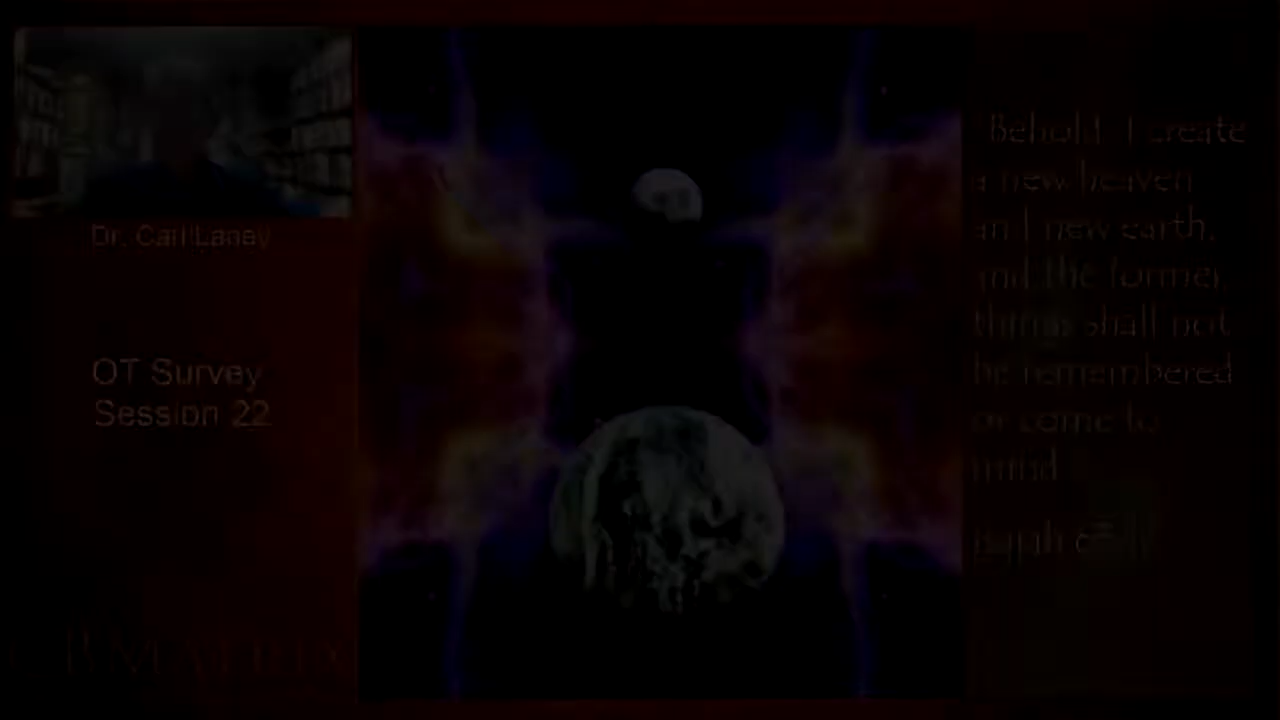 Dr. Carl Laney
OT Survey
Session 22
Behold, I create
a new heaven
and new earth,
and the former
things shall not
be remembered
or come to
mind